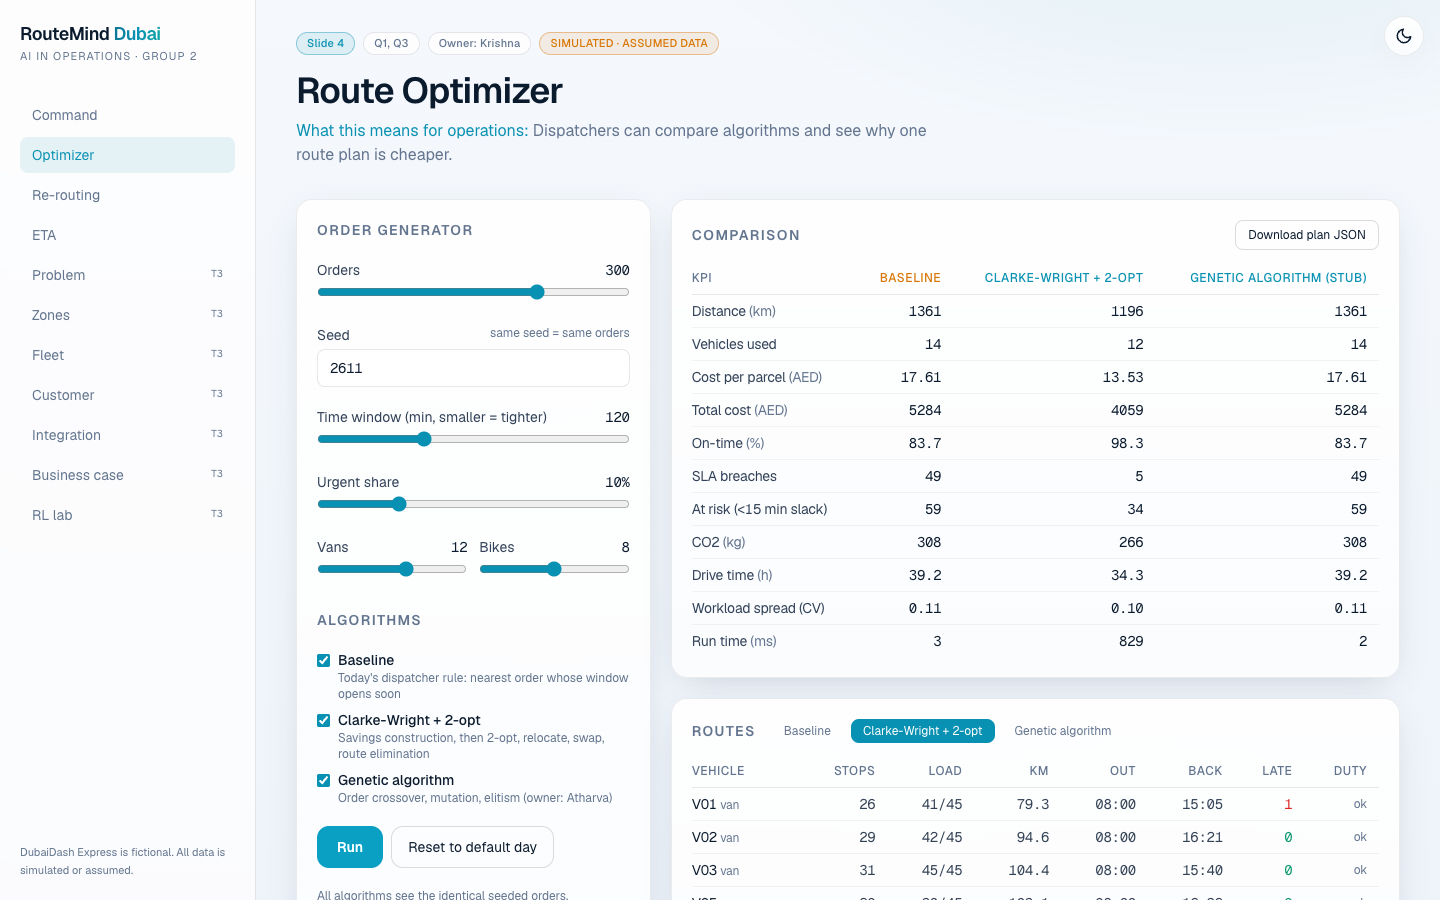 RouteMind Dubai
AI IN OPERATIONS · GROUP 2
Command
Optimizer
Re-routing
ETA
Problem T3
Zones T3
Fleet T3
Customer T3
Integration T3
Business case T3
RL lab T3
DubaiDash Express is fictional. All data is
simulated or assumed.
Slide 4 Q1, Q3 Owner: Krishna SIMULATED · ASSUMED DATA
Route Optimizer
What this means for operations: Dispatchers can compare algorithms and see why one
route plan is cheaper.
ORDER GENERATOR
Orders 300
Seed same seed = same orders
2611
Time window (min, smaller = tighter) 120
Urgent share 10%
Vans 12 Bikes 8
ALGORITHMS
Baseline
Today's dispatcher rule: nearest order whose window
opens soon
Clarke-Wright + 2-opt
Savings construction, then 2-opt, relocate, swap,
route elimination
Genetic algorithm
Order crossover, mutation, elitism (owner: Atharva)
Run Reset to default day
All algorithms see the identical seeded orders.
COMPARISON Download plan JSON
KPI BASELINE CLARKE-WRIGHT + 2-OPT GENETIC ALGORITHM (STUB)
Distance (km) 1361 1196 1361
Vehicles used 14 12 14
Cost per parcel (AED) 17.61 13.53 17.61
Total cost (AED) 5284 4059 5284
On-time (%) 83.7 98.3 83.7
SLA breaches 49 5 49
At risk (<15 min slack) 59 34 59
CO2 (kg) 308 266 308
Drive time (h) 39.2 34.3 39.2
Workload spread (CV) 0.11 0.10 0.11
Run time (ms) 3 829 2
ROUTES Baseline Clarke-Wright + 2-opt Genetic algorithm
VEHICLE STOPS LOAD KM OUT BACK LATE DUTY
V01 van 26 41/45 79.3 08:00 15:05 1 ok
V02 van 29 42/45 94.6 08:00 16:21 0 ok
V03 van 31 45/45 104.4 08:00 15:40 0 ok